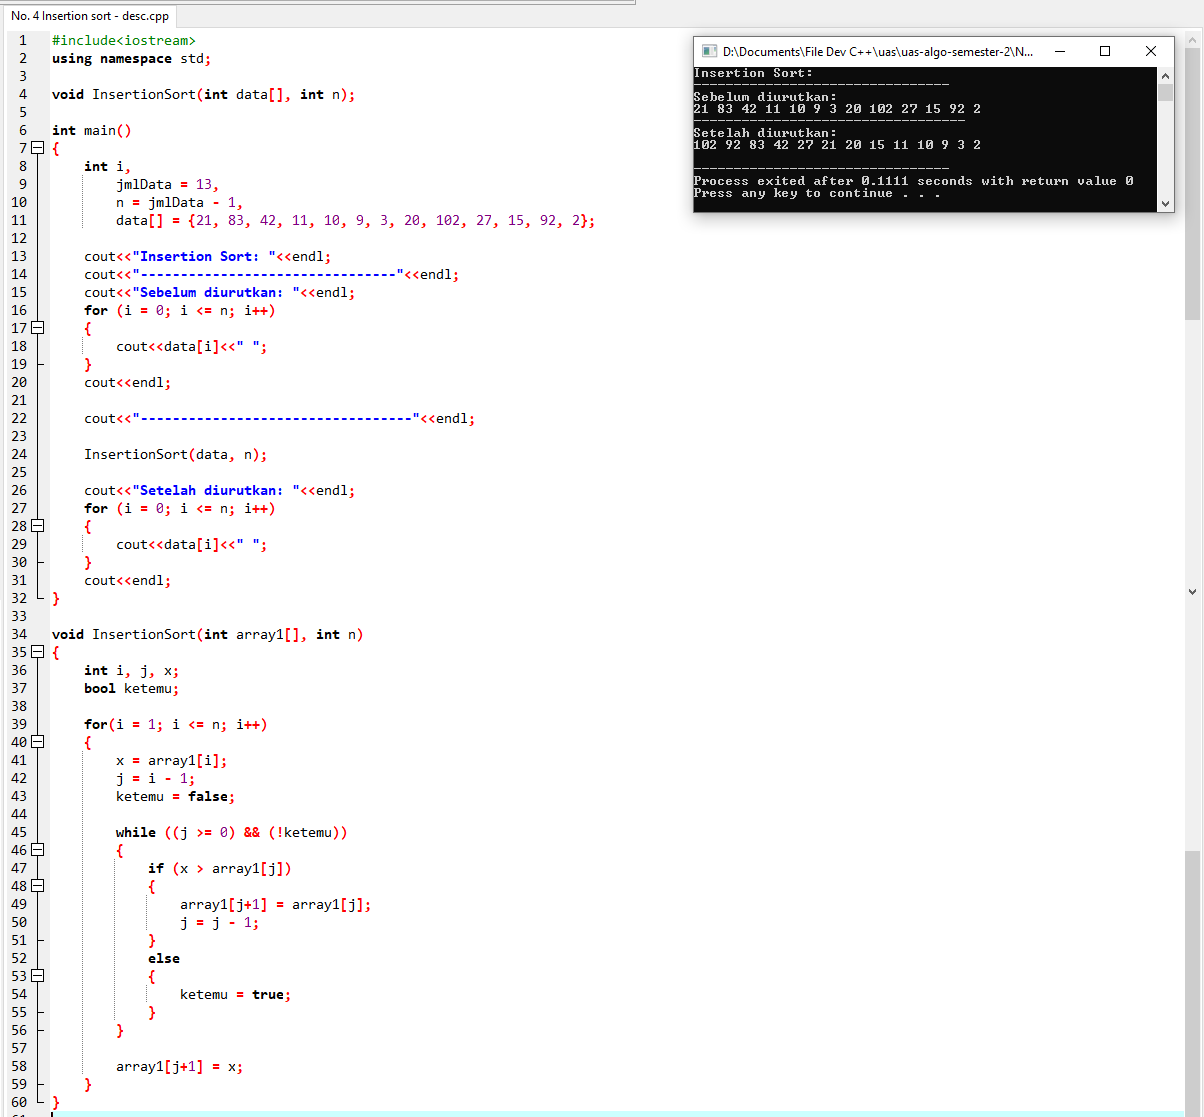 No. 4 Insertion sort - desc.cpp
1 #include<iostream>
2 using namespace std;
3
4 void InsertionSort(int data[], int n);
5
6 int main()
7 {
8 int i,
9 jmlData = 13,
10 n = jmlData - 1,
11 data[] = {21, 83, 42, 11, 10, 9, 3, 20, 102, 27, 15, 92, 2};
12
13 cout<<"Insertion Sort: "<<endl;
14 cout<<"--------------------------------"<<endl;
15 cout<<"Sebelum diurutkan: "<<endl;
16 for (i = 0; i <= n; i++)
17 {
18 cout<<data[i]<<" ";
19 }
20 cout<<endl;
21
22 cout<<"----------------------------------"<<endl;
23
24 InsertionSort(data, n);
25
26 cout<<"Setelah diurutkan: "<<endl;
27 for (i = 0; i <= n; i++)
28 {
29 cout<<data[i]<<" ";
30 }
31 cout<<endl;
32 }
33
34 void InsertionSort(int array1[], int n)
35 {
36 int i, j, x;
37 bool ketemu;
38
39 for(i = 1; i <= n; i++)
40 {
41 x = array1[i];
42 j = i - 1;
43 ketemu = false;
44
45 while ((j >= 0) && (!ketemu))
46 {
47 if (x > array1[j])
48 {
49 array1[j+1] = array1[j];
50 j = j - 1;
51 }
52 else
53 {
54 ketemu = true;
55 }
56 }
57
58 array1[j+1] = x;
59 }
60 }
D:\Documents\File Dev C++\uas\uas-algo-semester-2\N...
Insertion Sort:
--------------------------------
Sebelum diurutkan:
21 83 42 11 10 9 3 20 102 27 15 92 2
----------------------------------
Setelah diurutkan:
102 92 83 42 27 21 20 15 11 10 9 3 2
--------------------------------
Process exited after 0.1111 seconds with return value 0
Press any key to continue . . .